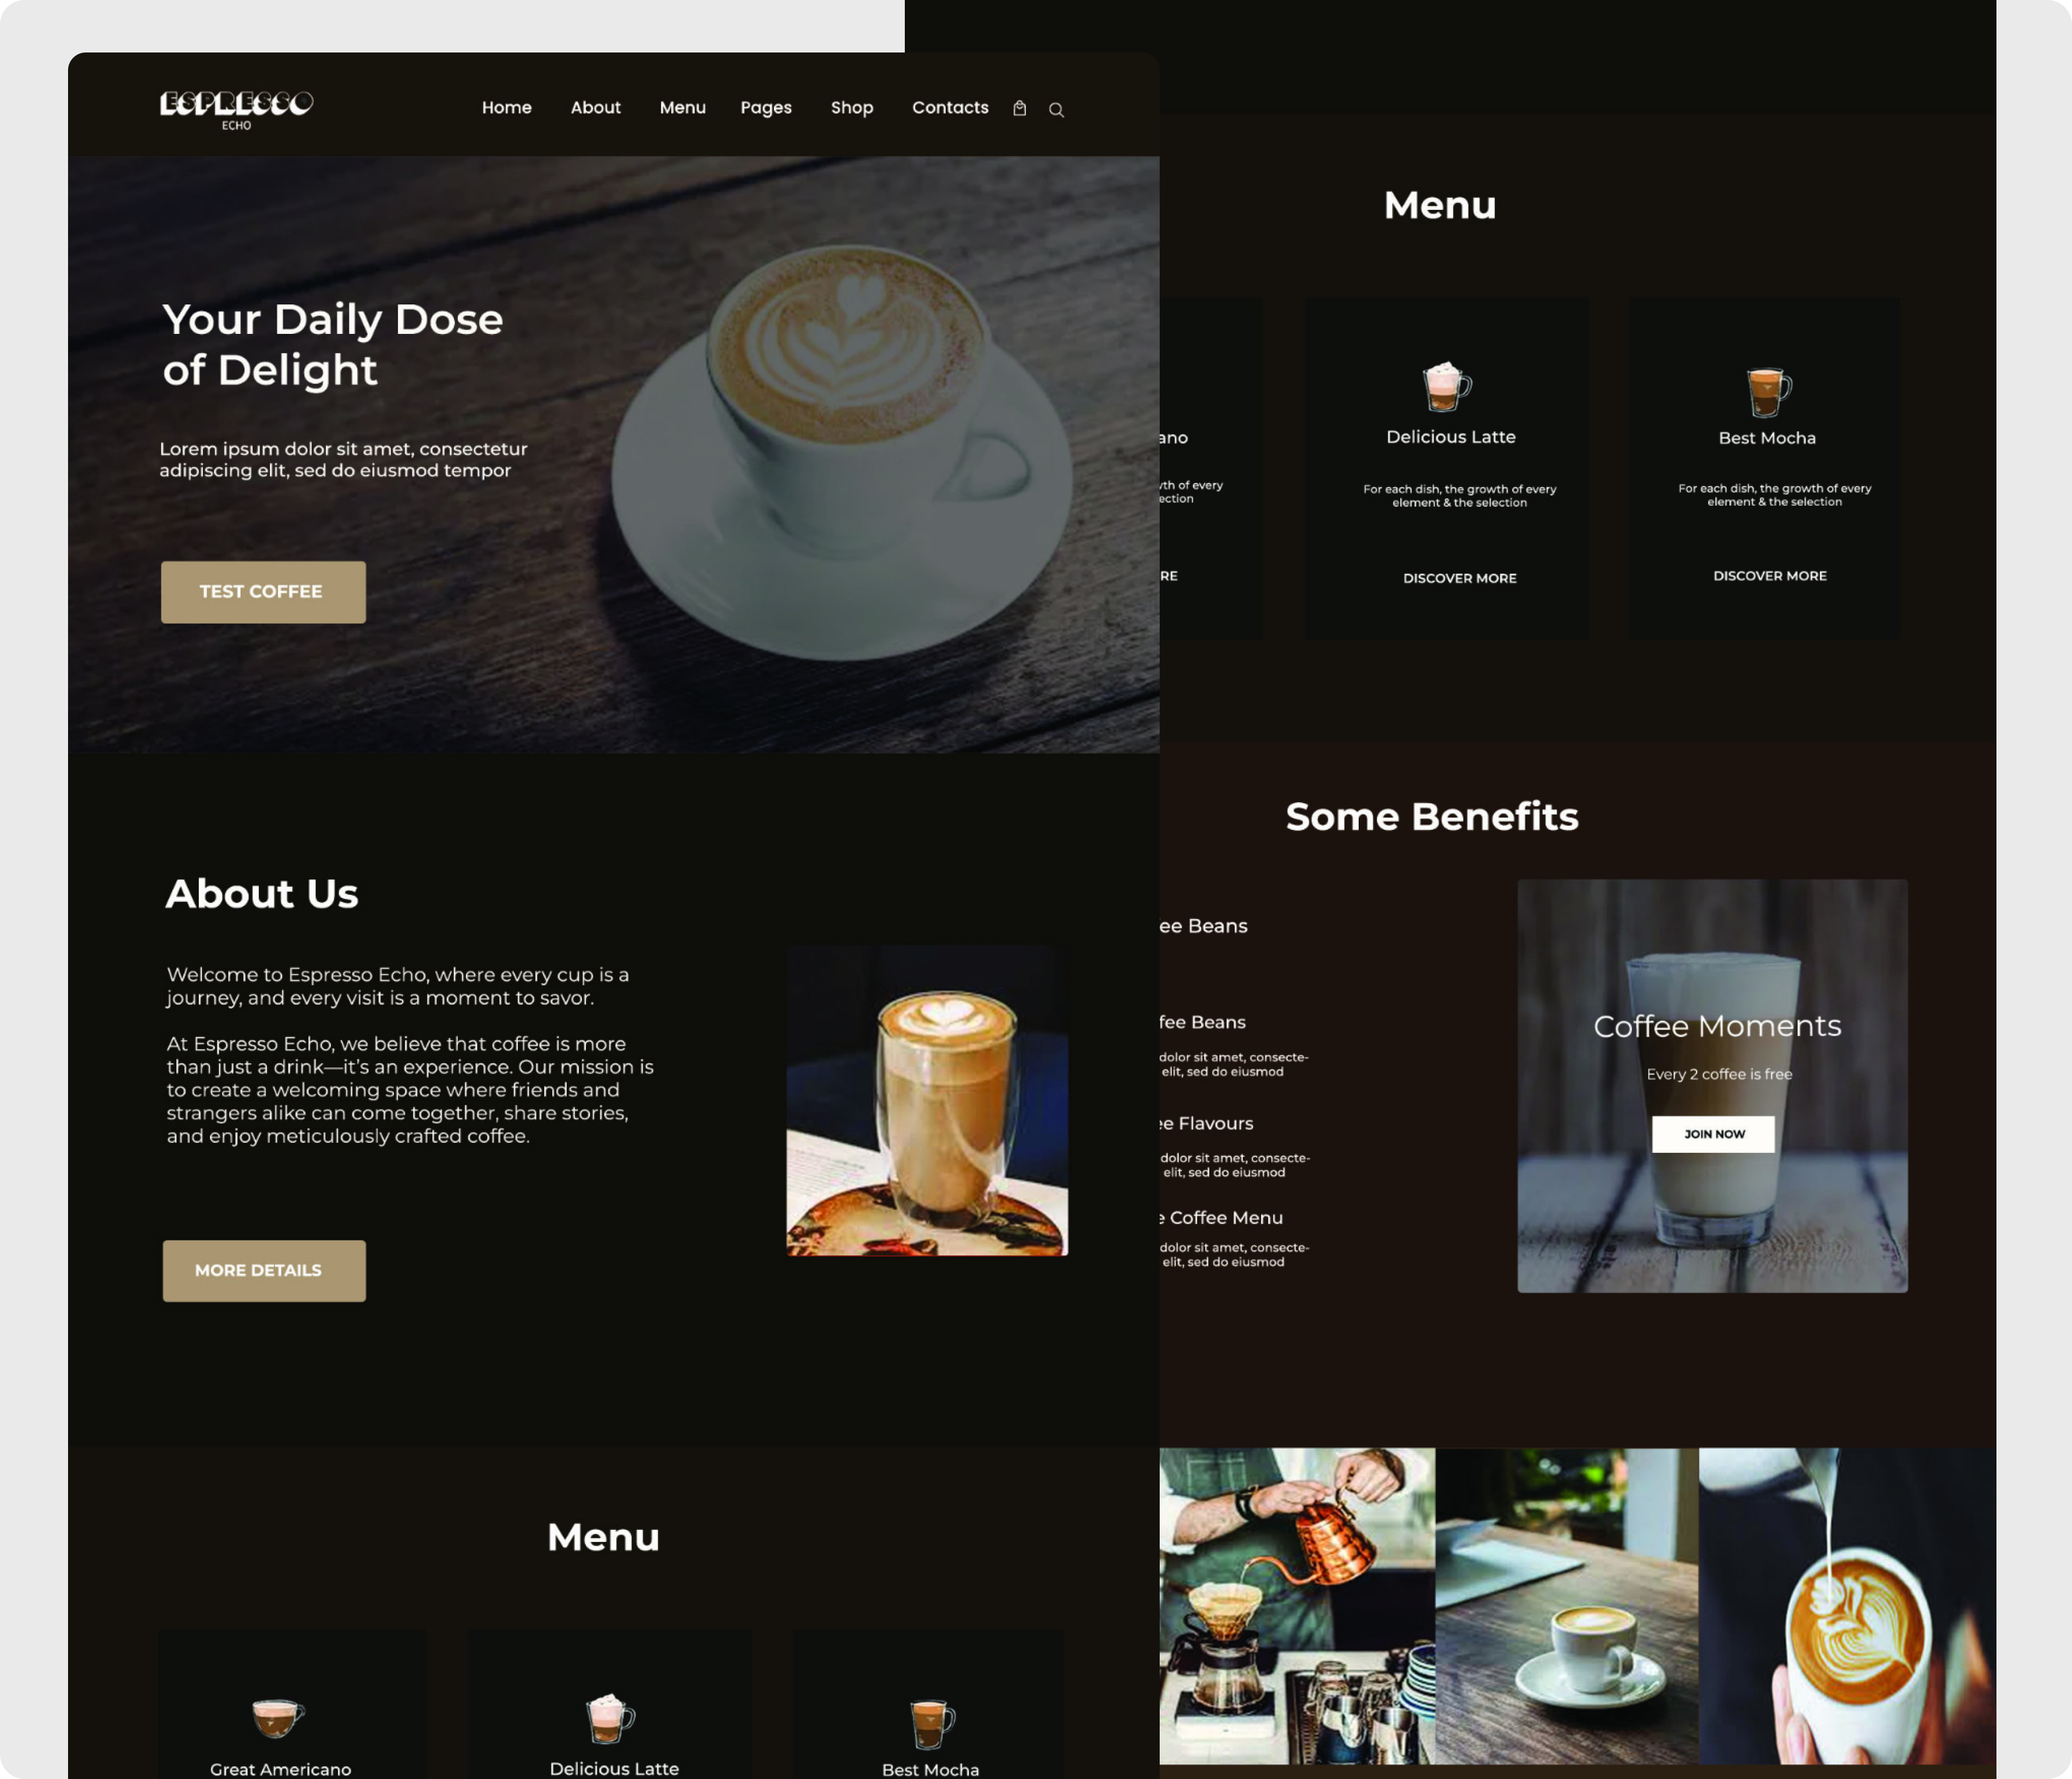 ESPRESSO
ECHO
Home About Menu Pages Shop Contacts
Your Daily Dose
of Delight
Lorem ipsum dolor sit amet, consectetur
adipiscing elit, sed do eiusmod tempor
TEST COFFEE
About Us
Welcome to Espresso Echo, where every cup is a
journey, and every visit is a moment to savor.
At Espresso Echo, we believe that coffee is more
than just a drink—it's an experience. Our mission is
to create a welcoming space where friends and
strangers alike can come together, share stories,
and enjoy meticulously crafted coffee.
MORE DETAILS
Menu
Great Americano
Delicious Latte
Best Mocha
Menu
ano
th of every
ection
RE
Delicious Latte
For each dish, the growth of every
element & the selection
DISCOVER MORE
Best Mocha
For each dish, the growth of every
element & the selection
DISCOVER MORE
Some Benefits
ee Beans
fee Beans
dolor sit amet, consecte-
elit, sed do eiusmod
e Flavours
dolor sit amet, consecte-
elit, sed do eiusmod
e Coffee Menu
dolor sit amet, consecte-
elit, sed do eiusmod
Coffee Moments
Every 2 coffee is free
JOIN NOW